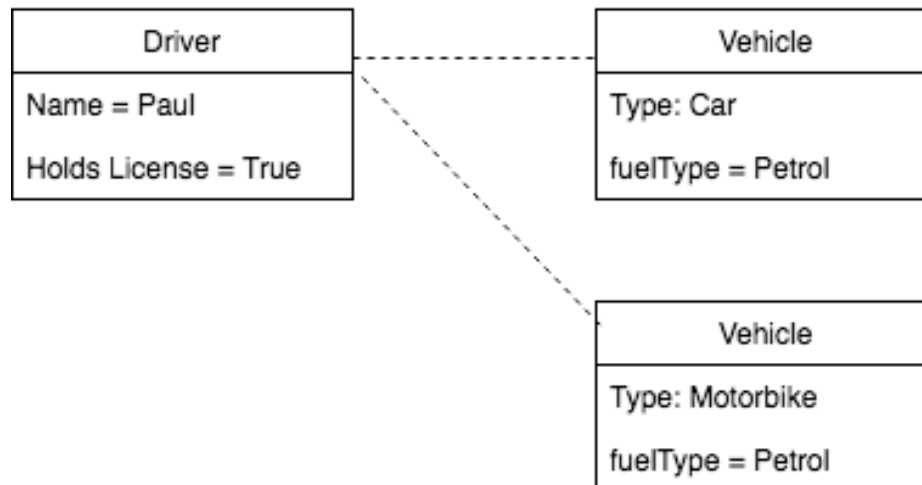 Driver
Name = Paul
Holds License = True
Vehicle
Type: Car
fuelType = Petrol
Vehicle
Type: Motorbike
fuelType = Petrol